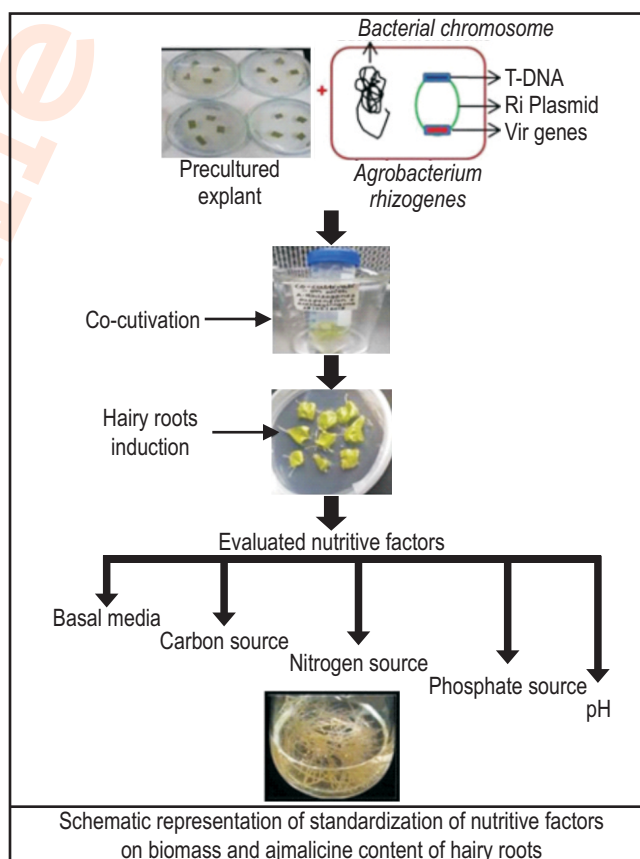 Bacterial chromosome
T-DNA
Ri Plasmid
Vir genes
+
Precultured
explant
Agrobacterium
rhizogenes
Co-cutivation
Hairy roots
induction
Evaluated nutritive factors
Basal media
Carbon source
Nitrogen source
Phosphate source
pH
Schematic representation of standardization of nutritive factors
on biomass and ajmalicine content of hairy roots